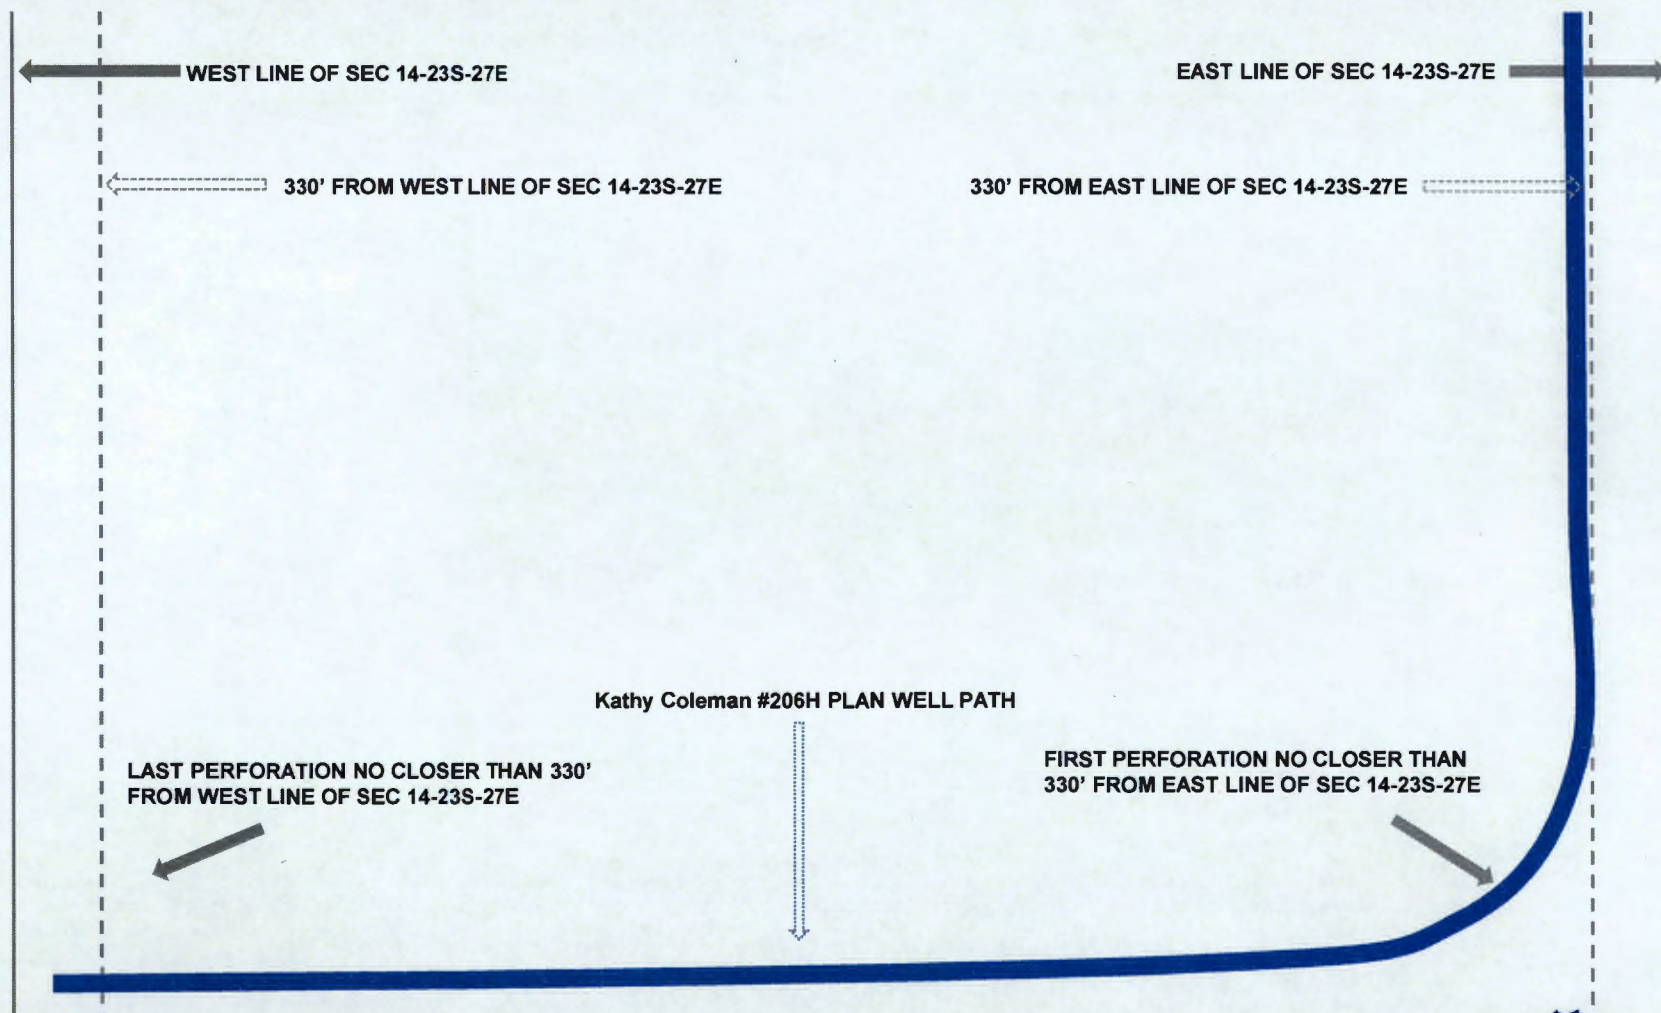 WEST LINE OF SEC 14-23S-27E
EAST LINE OF SEC 14-23S-27E
330' FROM WEST LINE OF SEC 14-23S-27E
330' FROM EAST LINE OF SEC 14-23S-27E
Kathy Coleman #206H PLAN WELL PATH
LAST PERFORATION NO CLOSER THAN 330'
FROM WEST LINE OF SEC 14-23S-27E
FIRST PERFORATION NO CLOSER THAN
330' FROM EAST LINE OF SEC 14-23S-27E